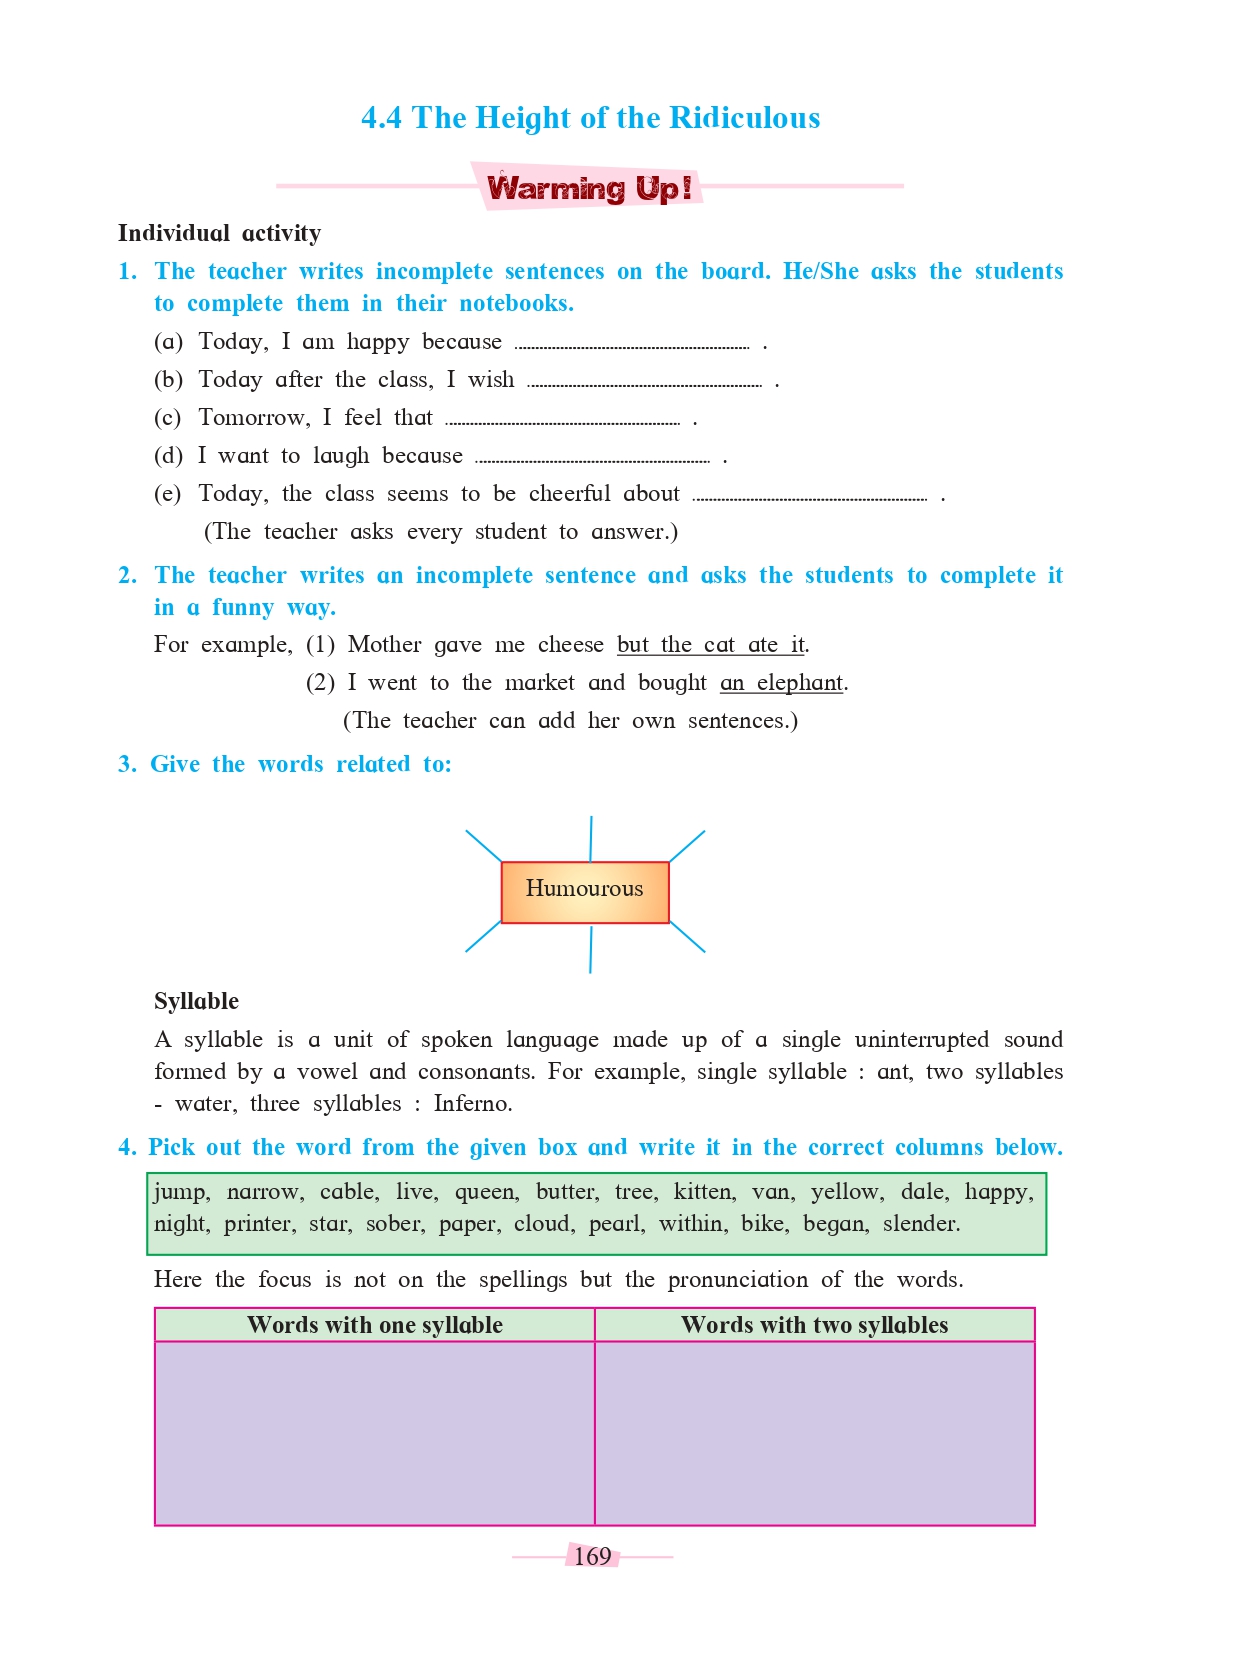 4.4 The Height of the Ridiculous
Warming Up!
Individual activity
1. The teacher writes incomplete sentences on the board. He/She asks the students
to complete them in their notebooks.
(a) Today, I am happy because .......................................................... .
(b) Today after the class, I wish .......................................................... .
(c) Tomorrow, I feel that .......................................................... .
(d) I want to laugh because .......................................................... .
(e) Today, the class seems to be cheerful about .......................................................... .
(The teacher asks every student to answer.)
2. The teacher writes an incomplete sentence and asks the students to complete it
in a funny way.
For example, (1) Mother gave me cheese but the cat ate it.
(2) I went to the market and bought an elephant.
(The teacher can add her own sentences.)
3. Give the words related to:
Humourous
Syllable
A syllable is a unit of spoken language made up of a single uninterrupted sound
formed by a vowel and consonants. For example, single syllable : ant, two syllables
- water, three syllables : Inferno.
4. Pick out the word from the given box and write it in the correct columns below.
jump, narrow, cable, live, queen, butter, tree, kitten, van, yellow, dale, happy,
night, printer, star, sober, paper, cloud, pearl, within, bike, began, slender.
Here the focus is not on the spellings but the pronunciation of the words.
Words with one syllable Words with two syllables
169